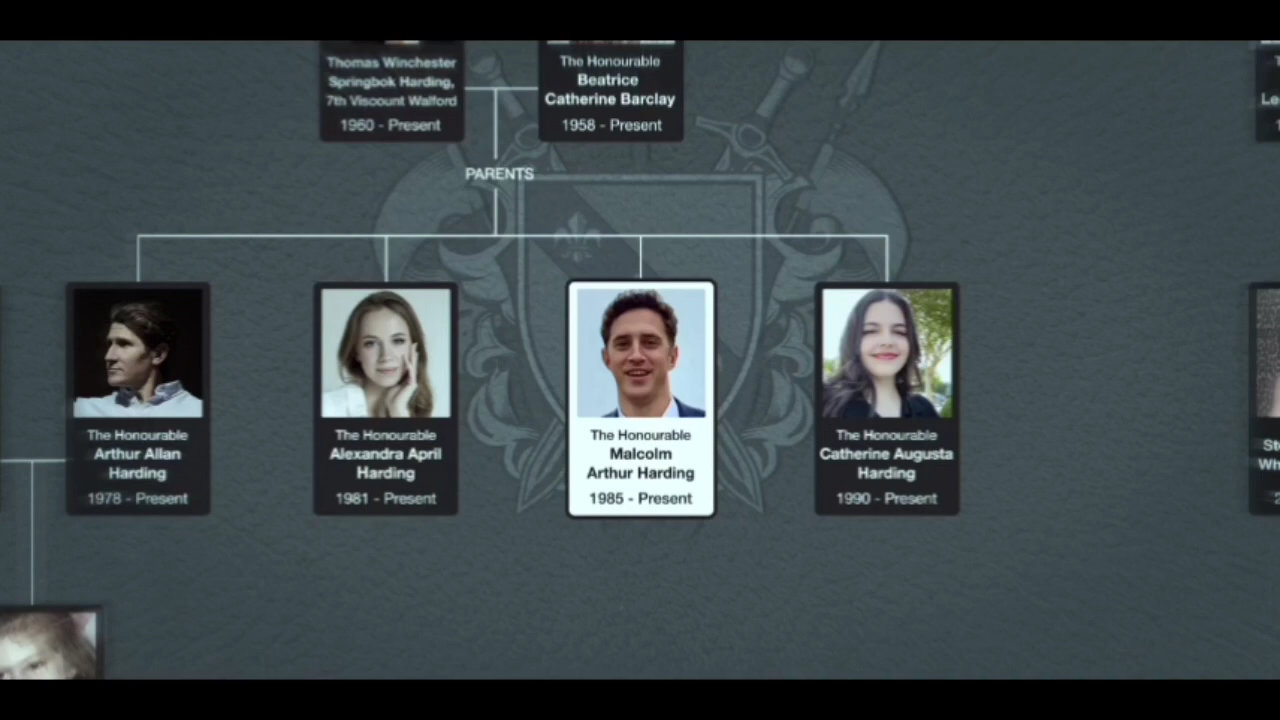 Thomas Winchester
Springbok Harding,
7th Viscount Walford
1960 - Present
The Honourable
Beatrice
Catherine Barclay
1958 - Present
PARENTS
The Honourable
Arthur Allan
Harding
1978 - Present
The Honourable
Alexandra April
Harding
1981 - Present
The Honourable
Malcolm
Arthur Harding
1985 - Present
The Honourable
Catherine Augusta
Harding
1990 - Present